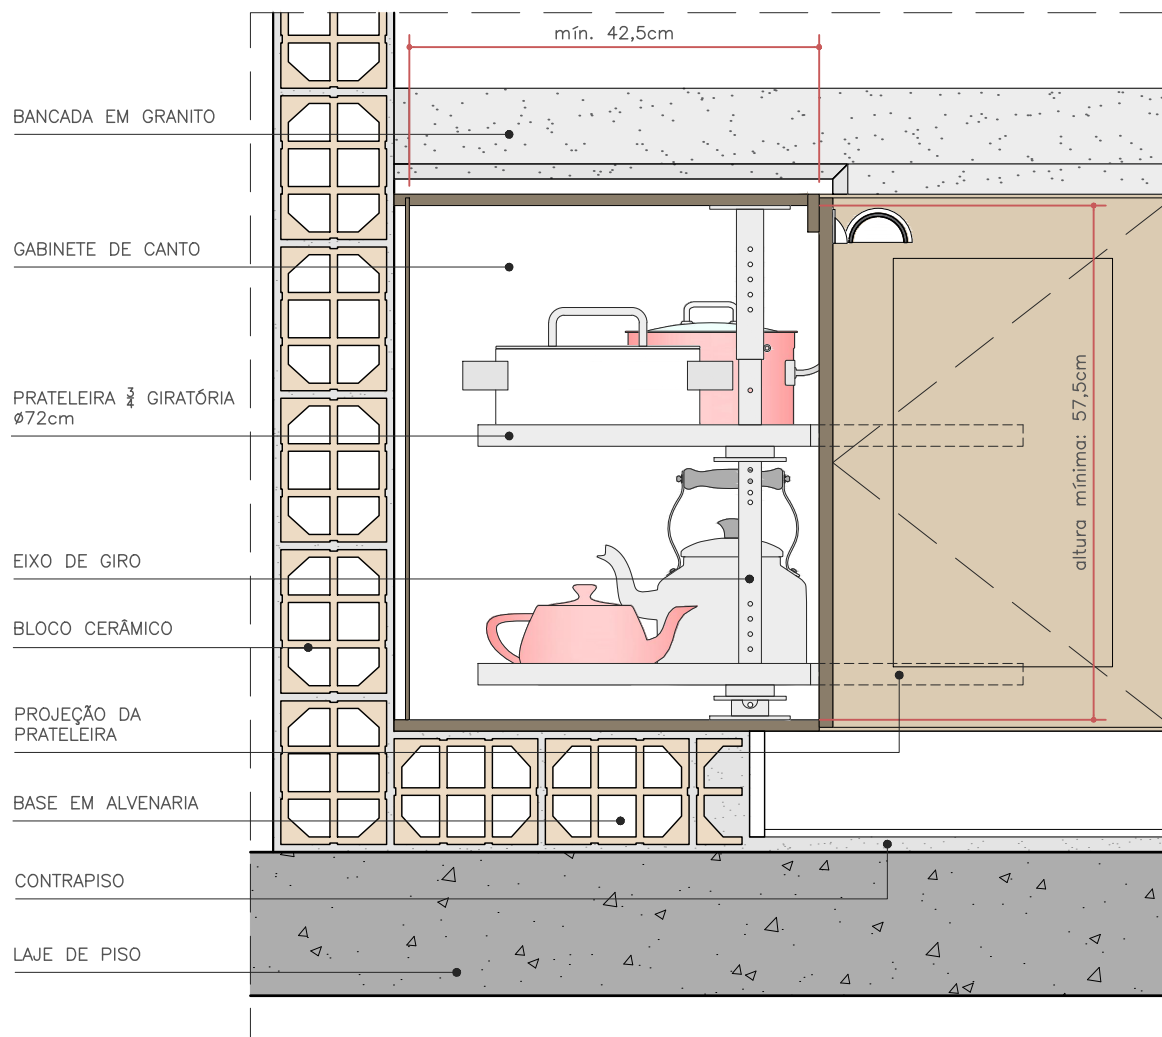 mín. 42,5cm
BANCADA EM GRANITO
GABINETE DE CANTO
PRATELEIRA 3/4 GIRATÓRIA
ø72cm
altura mínima: 57,5cm
EIXO DE GIRO
BLOCO CERÂMICO
PROJEÇÃO DA
PRATELEIRA
BASE EM ALVENARIA
CONTRAPISO
LAJE DE PISO